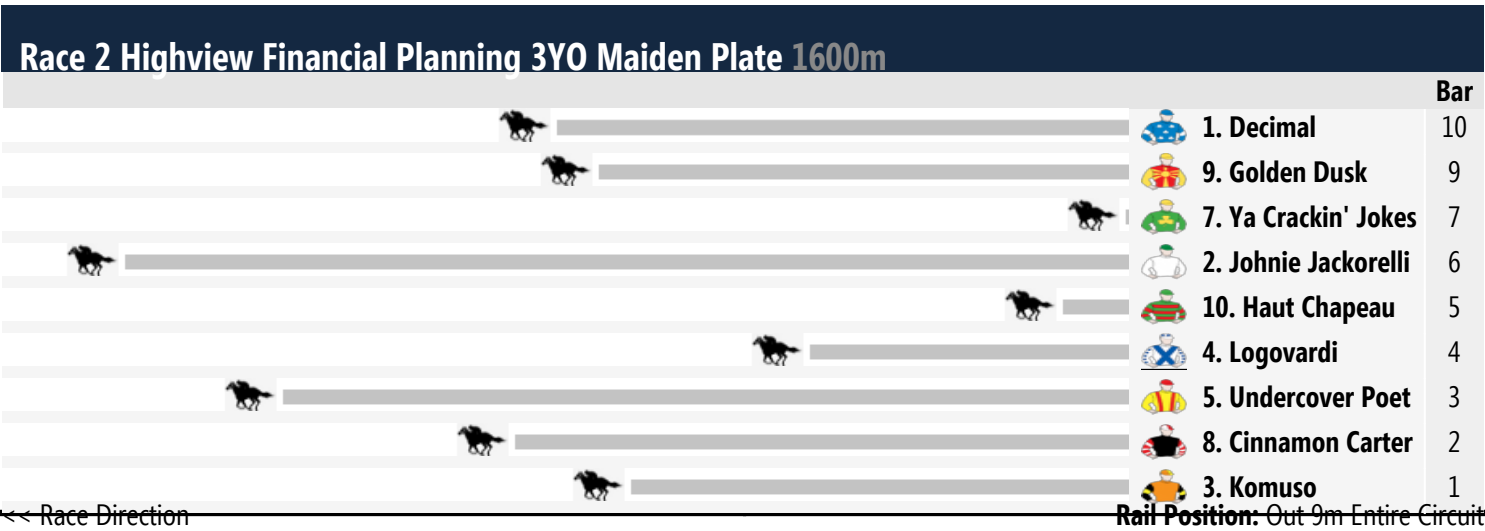 Race 2 Highview Financial Planning 3YO Maiden Plate 1600m
Bar
1. Decimal 10
9. Golden Dusk 9
7. Ya Crackin' Jokes 7
2. Johnie Jackorelli 6
10. Haut Chapeau 5
4. Logovardi 4
5. Undercover Poet 3
8. Cinnamon Carter 2
3. Komuso 1
<< Race Direction Rail Position: Out 9m Entire Circuit